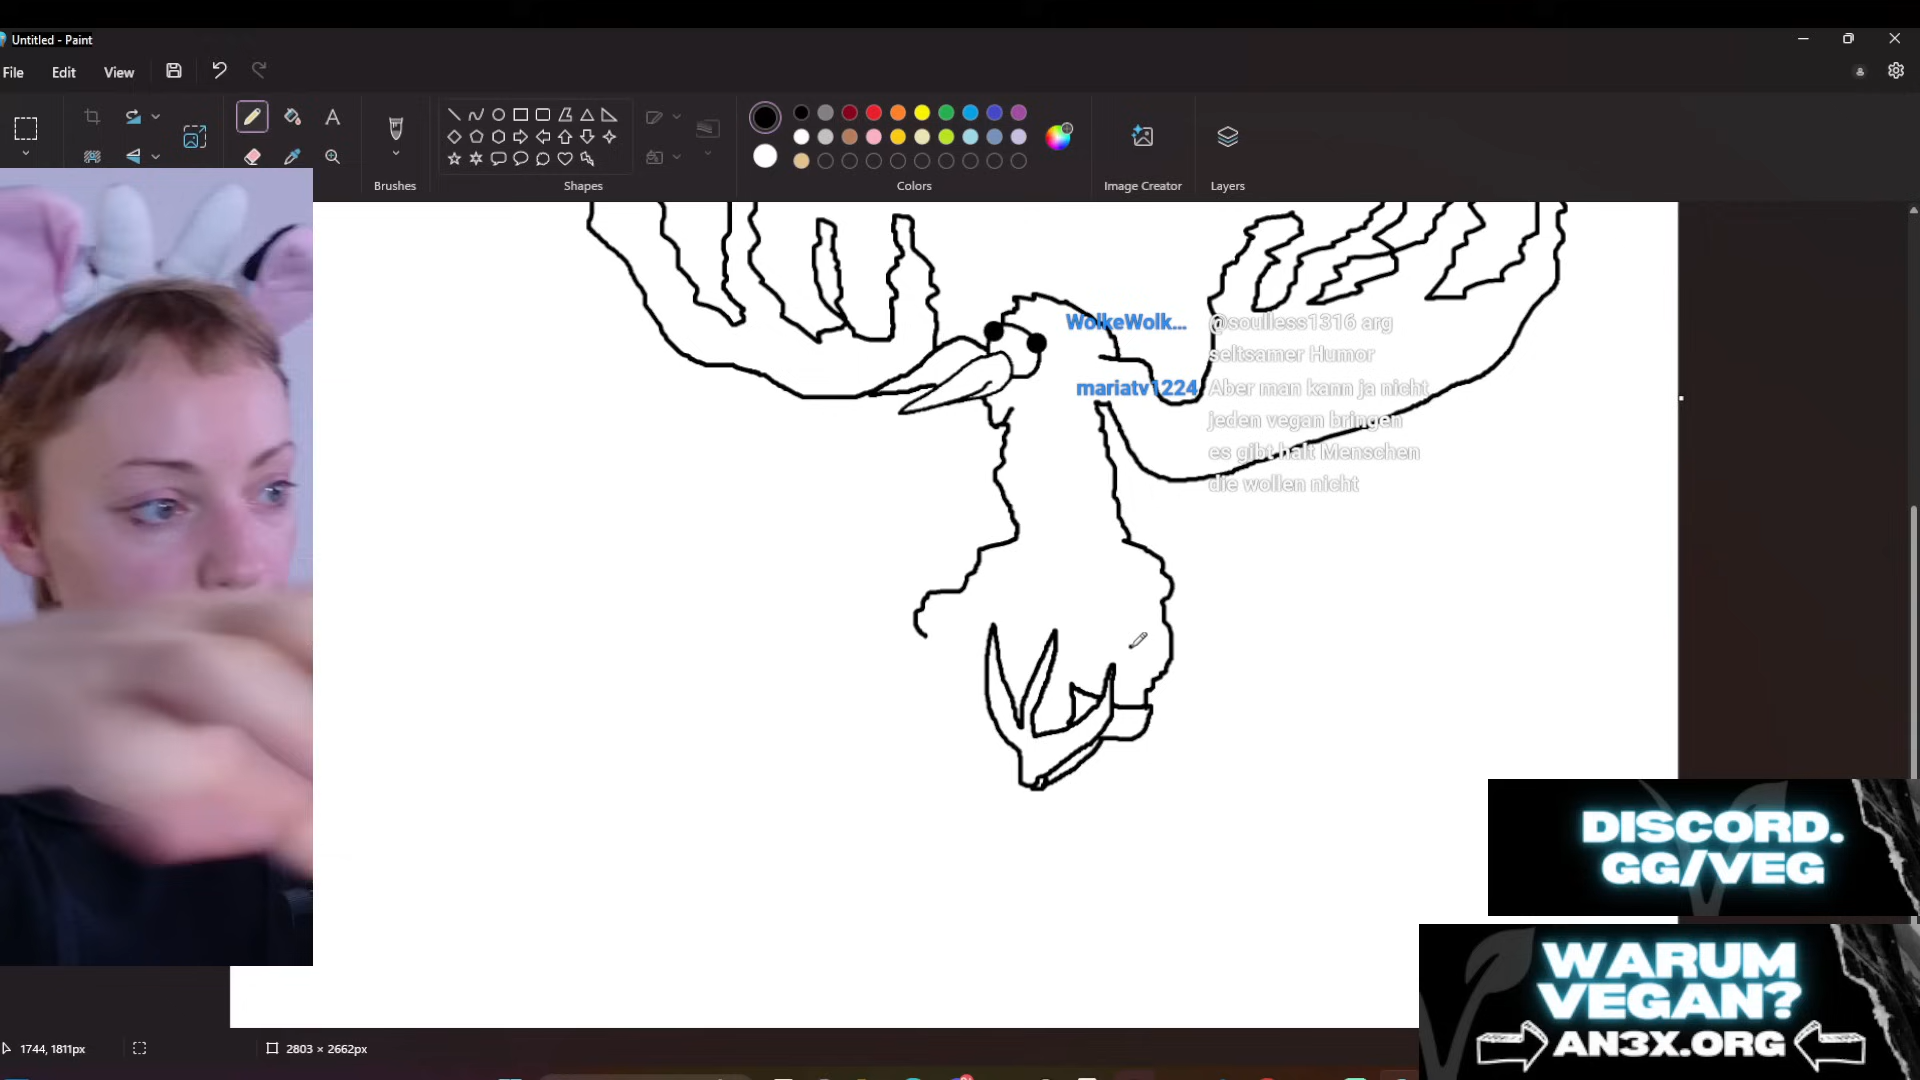 Untitled - Paint
File Edit View
Brushes
Shapes
Colors
Image Creator
Layers
WolkeWolk... @soulless1316 arg
seltsamer Humor
mariatv1224 Aber man kann ja nicht
jeden vegan bringen
es gibt halt Menschen
die wollen nicht
DISCORD.
GG/VEG
WARUM
VEGAN?
AN3X.ORG
1744, 1811px
2803 × 2662px